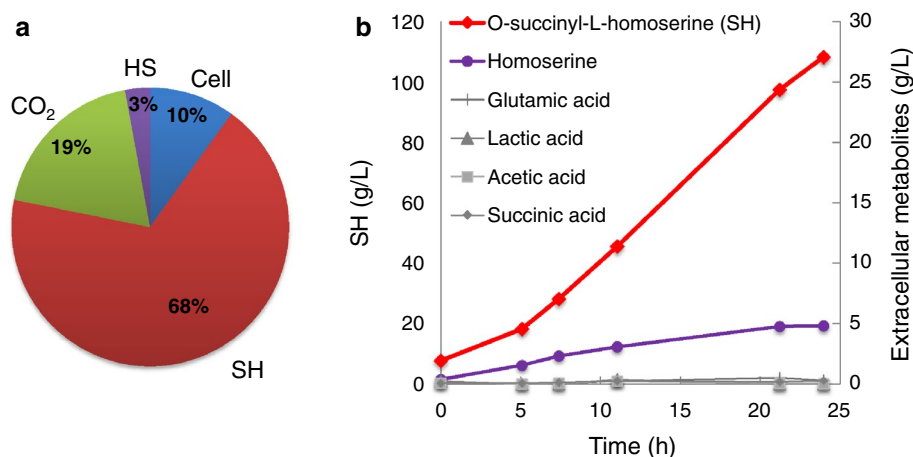 a
HS
Cell
CO2
3%
10%
19%
68%
SH
b
120
100
80
60
40
20
0
SH (g/L)
O-succinyl-L-homoserine (SH)
Homoserine
Glutamic acid
Lactic acid
Acetic acid
Succinic acid
30
25
20
15
10
5
0
Extracellular metabolites (g/L)
0 5 10 15 20 25
Time (h)